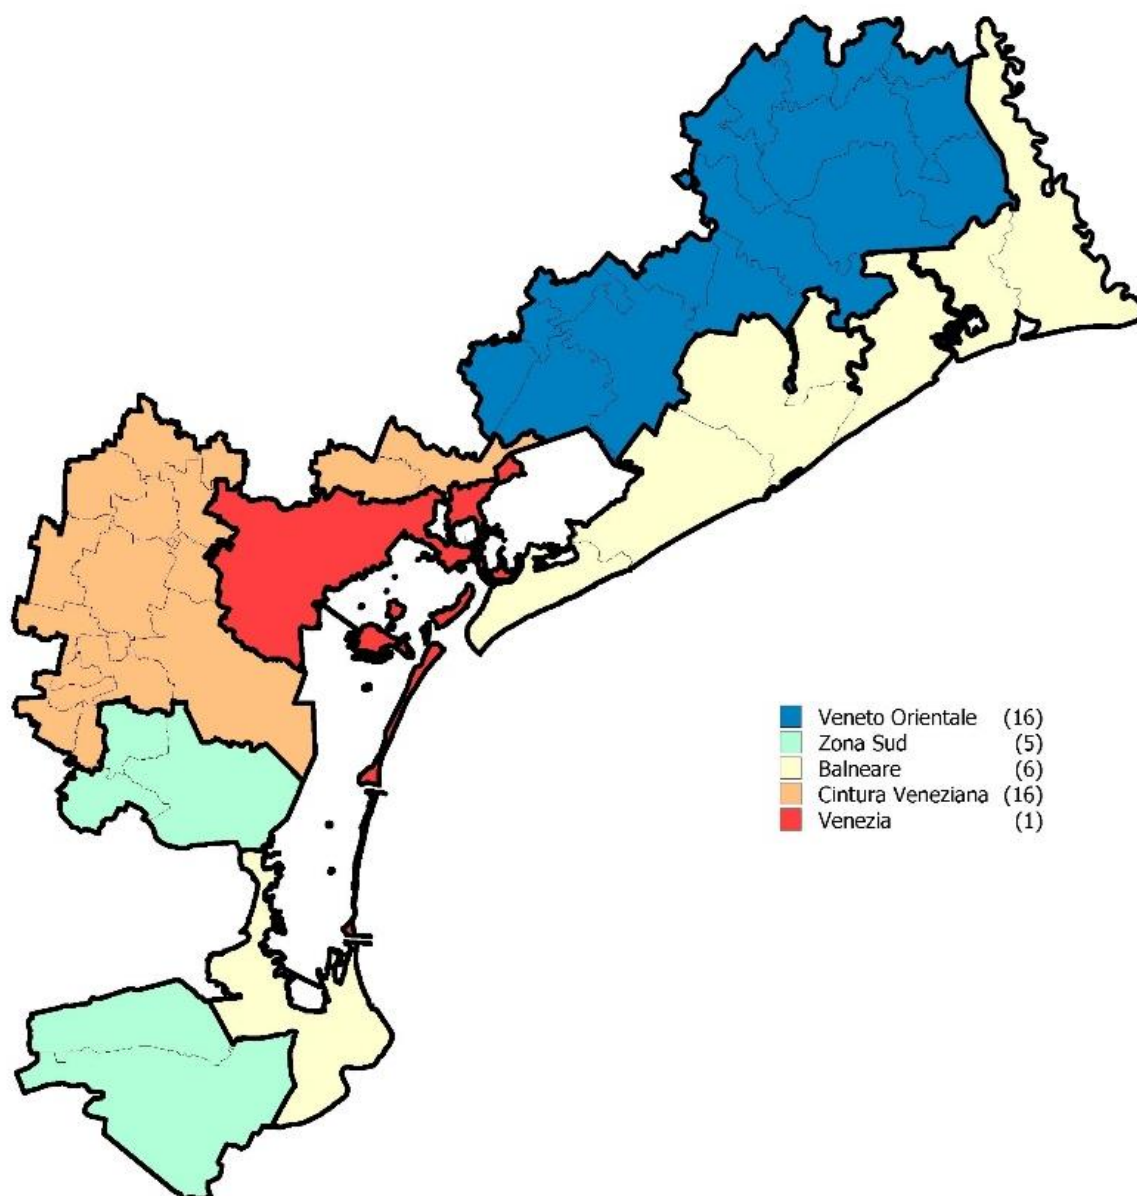 Veneto Orientale (16)
Zona Sud (5)
Balneare (6)
Cintura Veneziana (16)
Venezia (1)